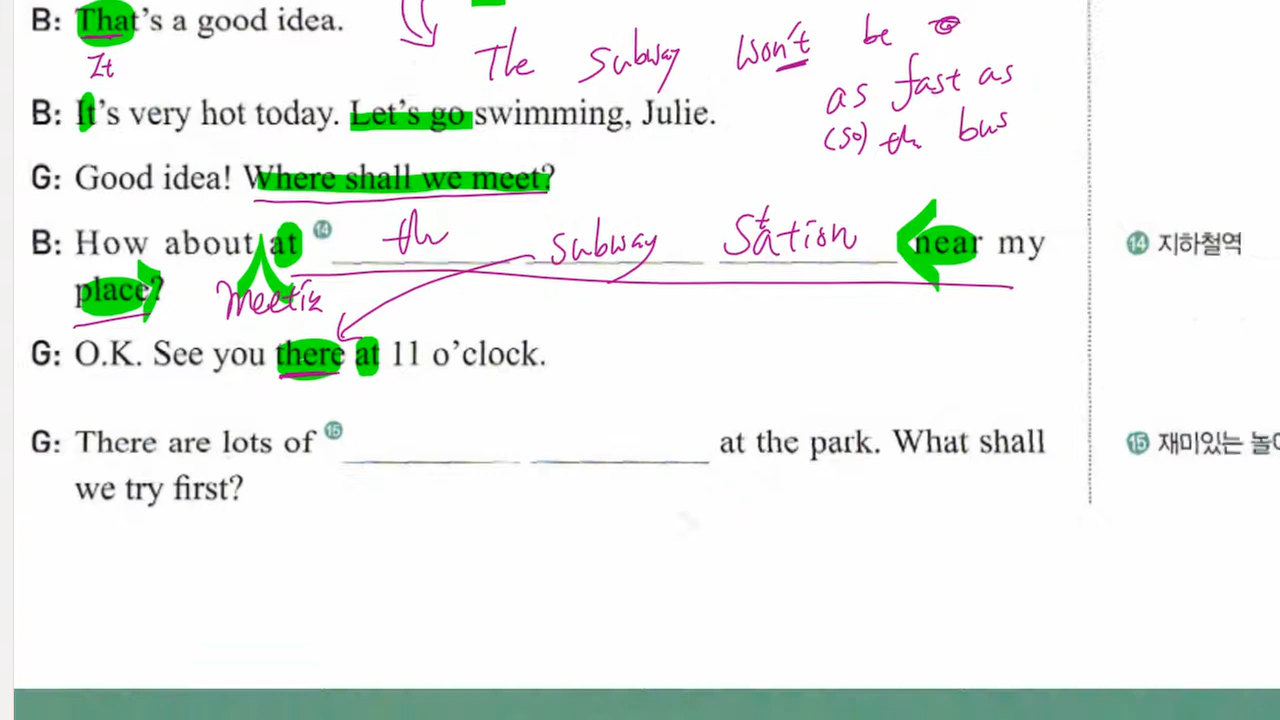 B: That's a good idea.
It
The subway won't be
as fast as
(so) the bus
B: It's very hot today. Let's go swimming, Julie.
G: Good idea! Where shall we meet?
B: How about at ⑭ the subway station near my ⑭ 지하철역
place?
G: O.K. See you there at 11 o'clock.
G: There are lots of ⑮ at the park. What shall ⑮ 재미있는
we try first?